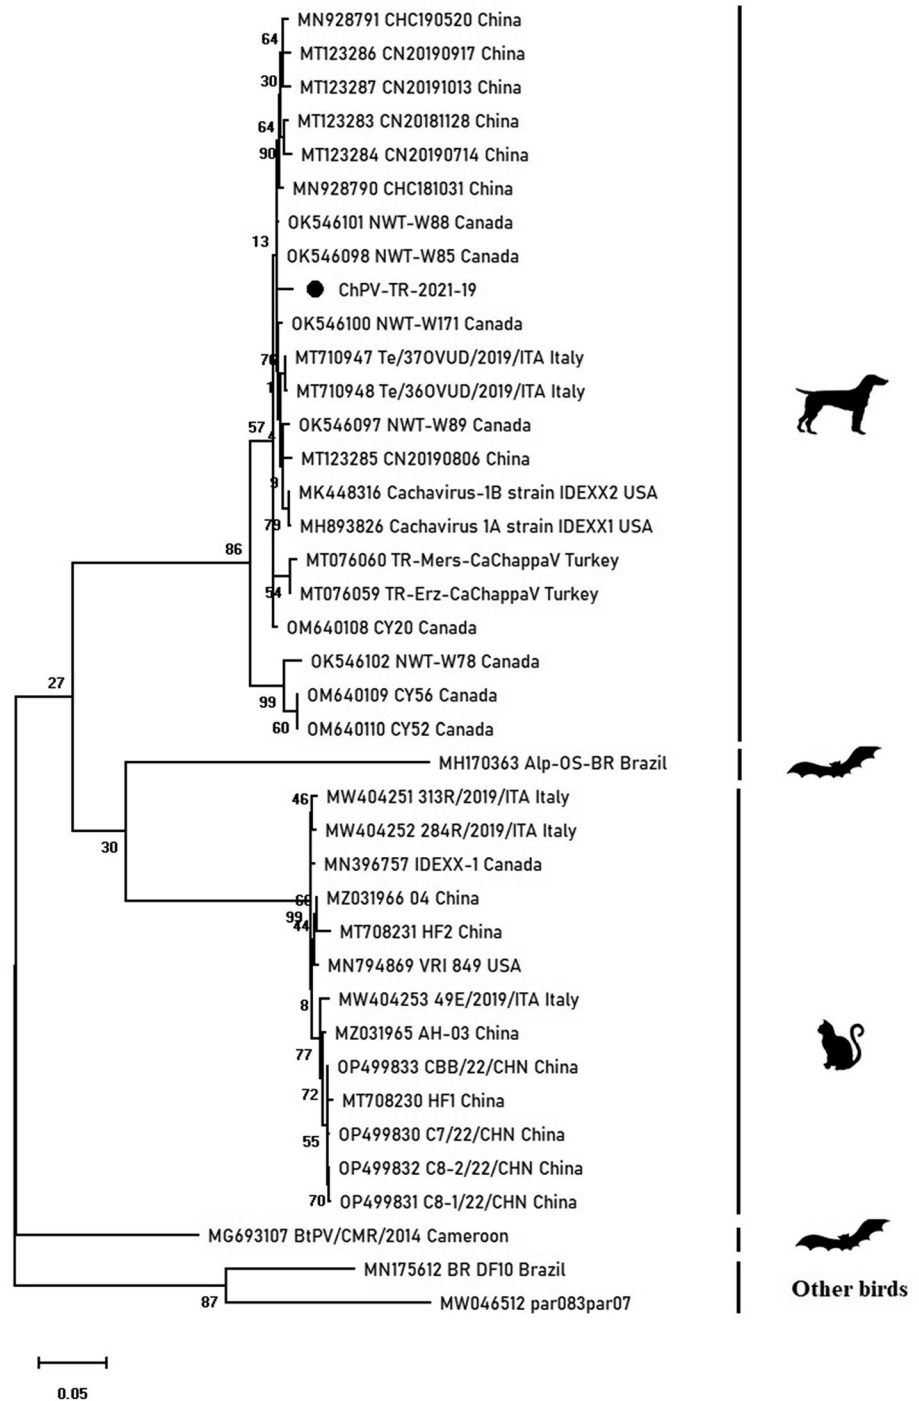 MN928791 CHC190520 China
64
MT123286 CN20190917 China
30
MT123287 CN20191013 China
64
MT123283 CN20181128 China
90
MT123284 CN20190714 China
MN928790 CHC181031 China
OK546101 NWT-W88 Canada
13
OK546098 NWT-W85 Canada
ChPV-TR-2021-19
OK546100 NWT-W171 Canada
MT710947 Te/37OVUD/2019/ITA Italy
1
MT710948 Te/36OVUD/2019/ITA Italy
57
OK546097 NWT-W89 Canada
4
MT123285 CN20190806 China
9
MK448316 Cachavirus-1B strain IDEXX2 USA
79
MH893826 Cachavirus 1A strain IDEXX1 USA
86
MT076060 TR-Mers-CaChappaV Turkey
54
MT076059 TR-Erz-CaChappaV Turkey
OM640108 CY20 Canada
OK546102 NWT-W78 Canada
27
99
OM640109 CY56 Canada
60
OM640110 CY52 Canada
MH170363 Alp-OS-BR Brazil
46
MW404251 313R/2019/ITA Italy
MW404252 284R/2019/ITA Italy
30
MN396757 IDEXX-1 Canada
MZ031966 04 China
99
44
MT708231 HF2 China
MN794869 VRI 849 USA
8
MW404253 49E/2019/ITA Italy
MZ031965 AH-03 China
77
OP499833 CBB/22/CHN China
72
MT708230 HF1 China
55
OP499830 C7/22/CHN China
OP499832 C8-2/22/CHN China
70
OP499831 C8-1/22/CHN China
MG693107 BtPV/CMR/2014 Cameroon
MN175612 BR DF10 Brazil
Other birds
87
MW046512 par083par07
0.05